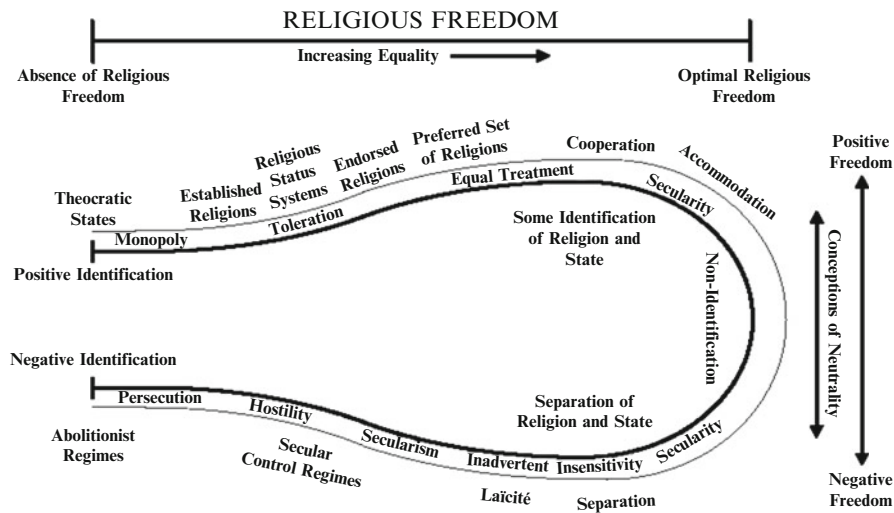 RELIGIOUS FREEDOM
Increasing Equality
Absence of Religious
Freedom
Optimal Religious
Freedom
Theocratic
States
Established
Religions
Religious
Status
Systems
Endorsed
Religions
Preferred Set
of Religions
Cooperation
Accommodation
Positive
Freedom
Monopoly
Toleration
Equal Treatment
Secularity
Positive Identification
Some Identification
of Religion and
State
Non-Identification
Conceptions of Neutrality
Negative Identification
Separation of
Religion and State
Persecution
Hostility
Secularism
Inadvertent
Insensitivity
Secularity
Abolitionist
Regimes
Secular
Control Regimes
Laïcité
Separation
Negative
Freedom